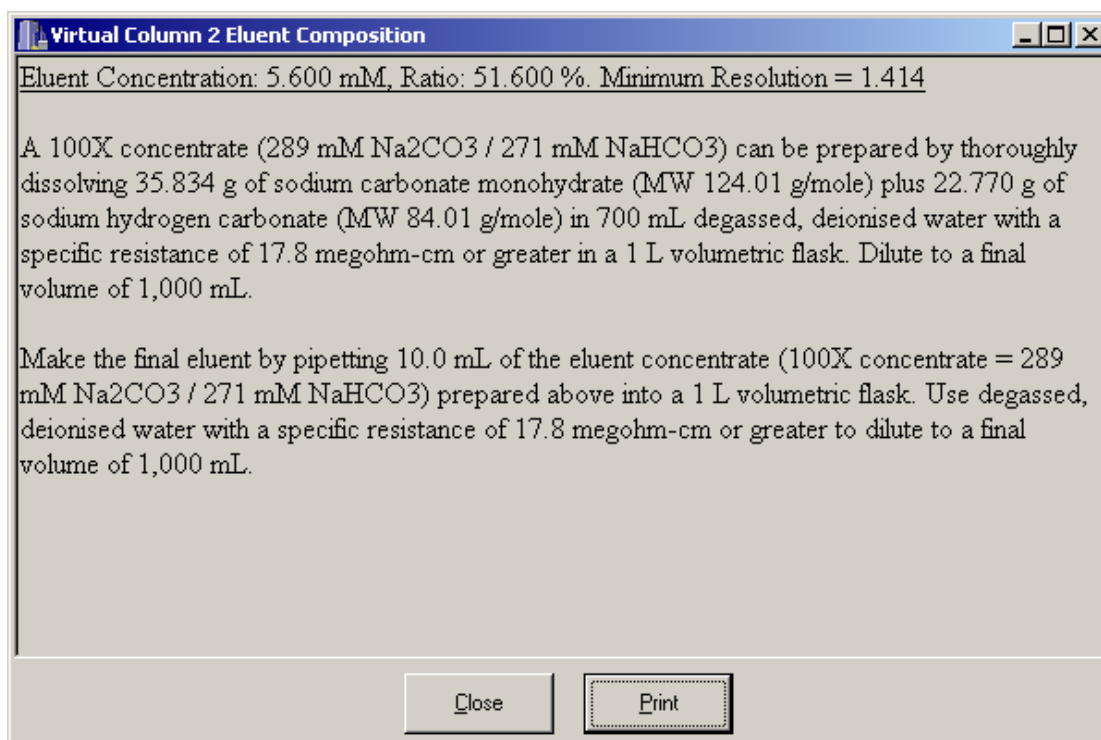 Virtual Column 2 Eluent Composition
Eluent Concentration: 5.600 mM, Ratio: 51.600 %. Minimum Resolution = 1.414
A 100X concentrate (289 mM Na2CO3 / 271 mM NaHCO3) can be prepared by thoroughly
dissolving 35.834 g of sodium carbonate monohydrate (MW 124.01 g/mole) plus 22.770 g of
sodium hydrogen carbonate (MW 84.01 g/mole) in 700 mL degassed, deionised water with a
specific resistance of 17.8 megohm-cm or greater in a 1 L volumetric flask. Dilute to a final
volume of 1,000 mL.
Make the final eluent by pipetting 10.0 mL of the eluent concentrate (100X concentrate = 289
mM Na2CO3 / 271 mM NaHCO3) prepared above into a 1 L volumetric flask. Use degassed,
deionised water with a specific resistance of 17.8 megohm-cm or greater to dilute to a final
volume of 1,000 mL.
Close Print